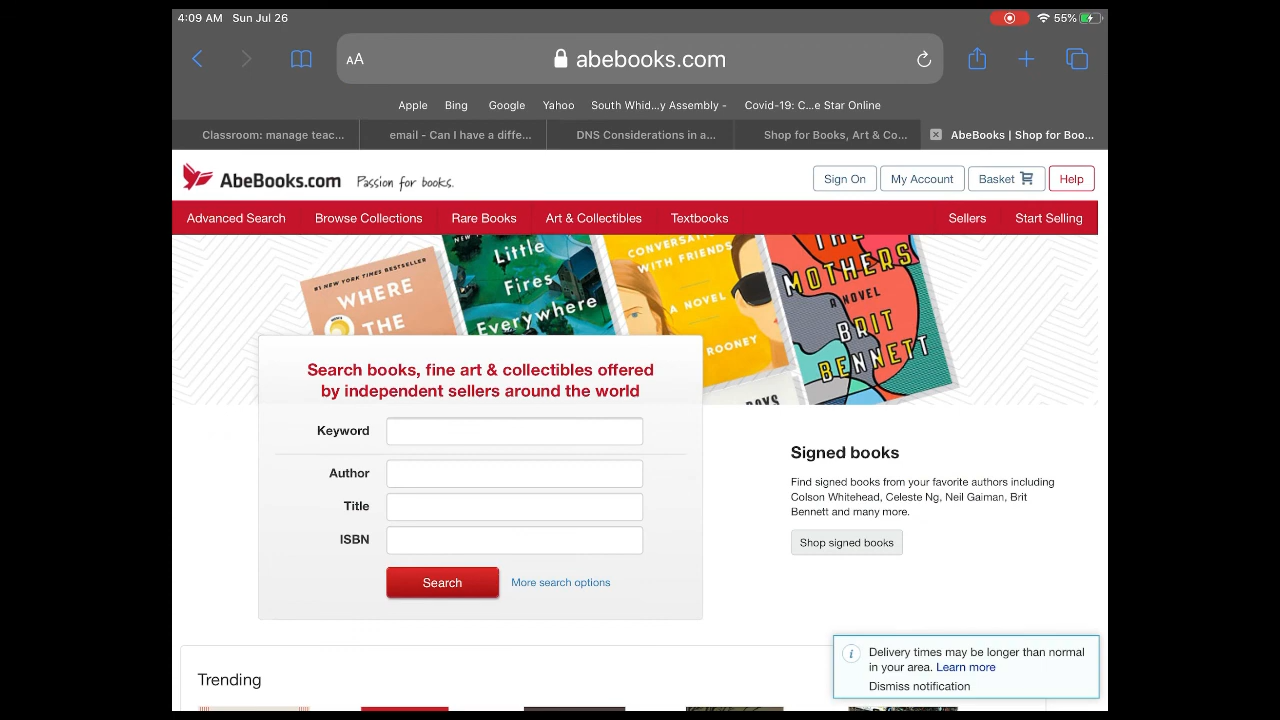 4:09 AM Sun Jul 26
55%
AA abebooks.com
Apple Bing Google Yahoo South Whid...y Assembly - Covid-19: C...e Star Online
Classroom: manage teac... email - Can I have a diffe... DNS Considerations in a... Shop for Books, Art & Co... AbeBooks | Shop for Boo...
AbeBooks.com Passion for books.
Sign On My Account Basket Help
Advanced Search Browse Collections Rare Books Art & Collectibles Textbooks Sellers Start Selling
#1 NEW YORK TIMES BESTSELLER
WHERE
THE
NEW
Little
Fires
Everywhere
WITH FRIENDS
A NOVEL
ROONEY
THE
MOTHERS
A NOVEL
BRIT
BENNETT
Search books, fine art & collectibles offered
by independent sellers around the world
Keyword
Author
Title
ISBN
Search More search options
Signed books
Find signed books from your favorite authors including
Colson Whitehead, Celeste Ng, Neil Gaiman, Brit
Bennett and many more.
Shop signed books
Delivery times may be longer than normal
in your area. Learn more
Dismiss notification
Trending